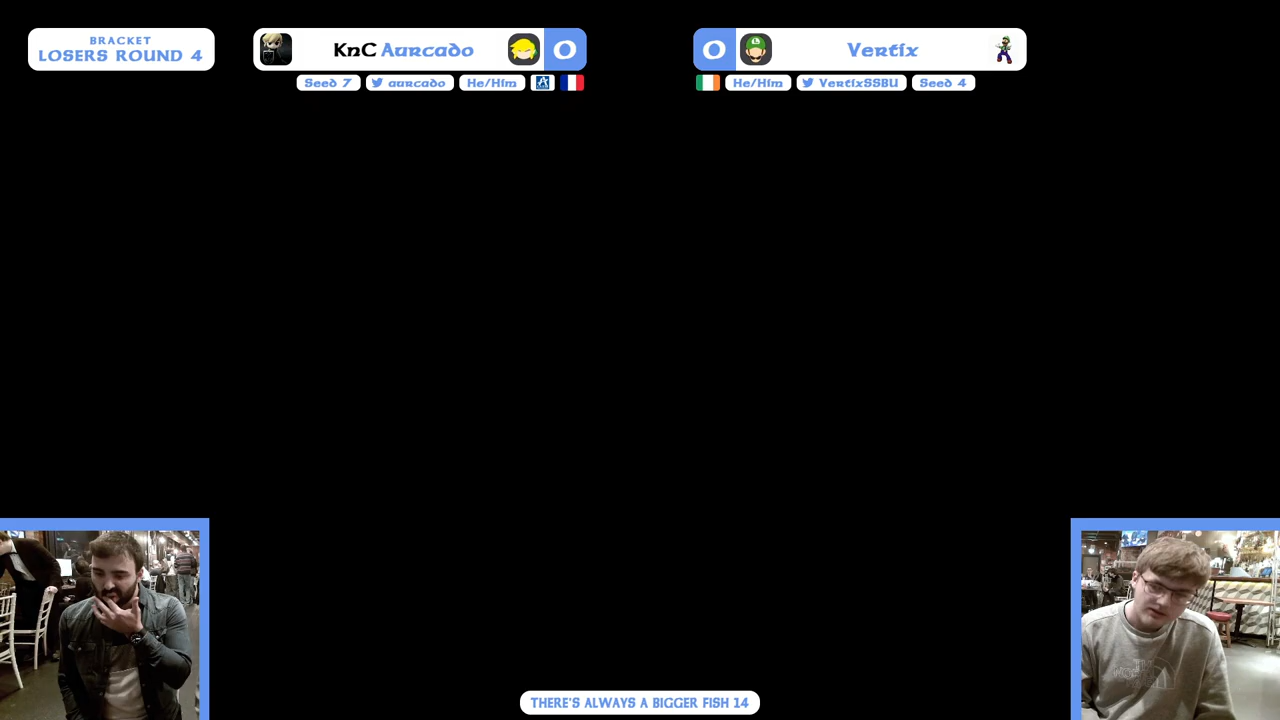 BRACKET
LOSERS ROUND 4
KnC Aurcado
0
0
Vertix
Seed 7
aurcado
He/Him
He/Him
VertixSSBU
Seed 4
THERE'S ALWAYS A BIGGER FISH 14